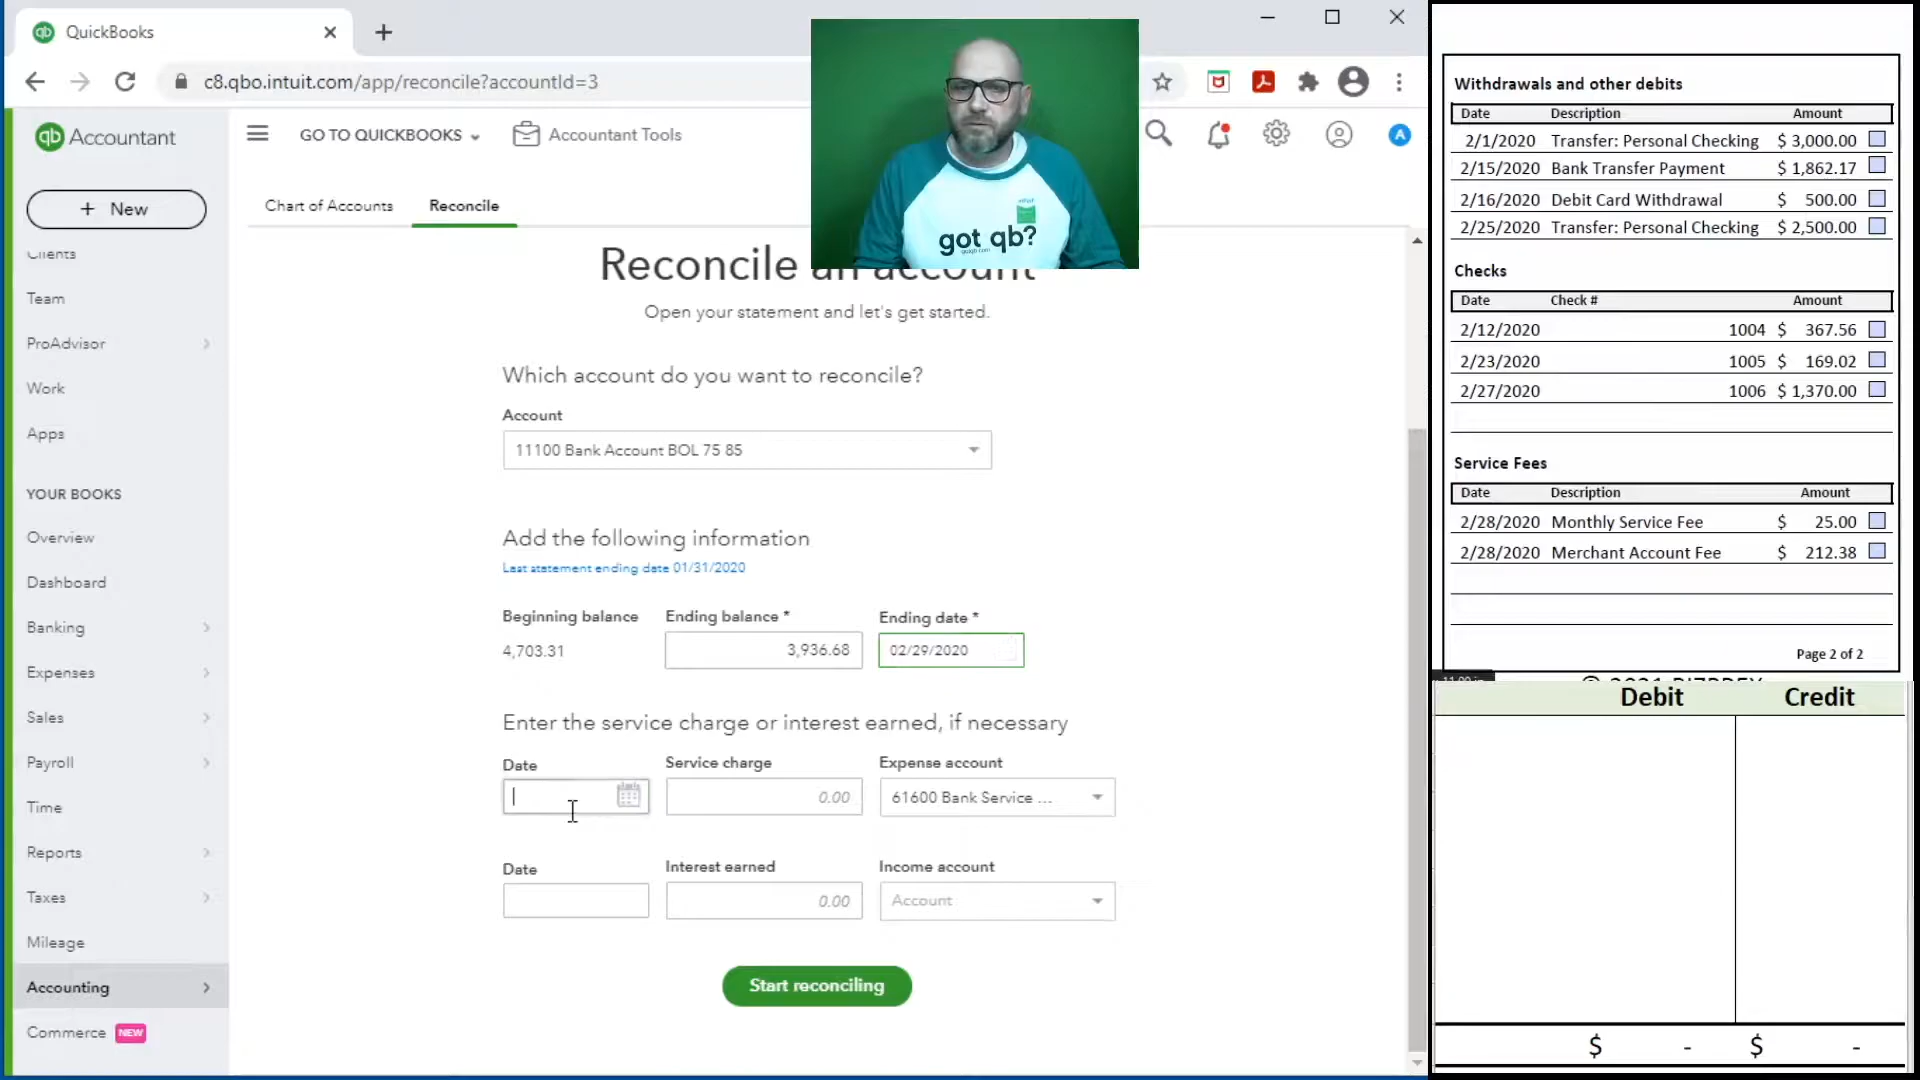 QuickBooks
c8.qbo.intuit.com/app/reconcile?accountId=3
qb Accountant
GO TO QUICKBOOKS
Accountant Tools
A
+ New
Clients
Team
ProAdvisor
Work
Apps
YOUR BOOKS
Overview
Dashboard
Banking
Expenses
Sales
Payroll
Time
Reports
Taxes
Mileage
Accounting
Commerce NEW
Chart of Accounts
Reconcile
got qb?
Reconcile an account
Open your statement and let's get started.
Which account do you want to reconcile?
Account
11100 Bank Account BOL 75 85
Add the following information
Last statement ending date 01/31/2020
Beginning balance Ending balance * Ending date *
4,703.31 3,936.68 02/29/2020
Enter the service charge or interest earned, if necessary
Date Service charge Expense account
0.00 61600 Bank Service ...
Date Interest earned Income account
0.00 Account
Start reconciling
Withdrawals and other debits
Date Description Amount
2/1/2020 Transfer: Personal Checking $ 3,000.00
2/15/2020 Bank Transfer Payment $ 1,862.17
2/16/2020 Debit Card Withdrawal $ 500.00
2/25/2020 Transfer: Personal Checking $ 2,500.00
Checks
Date Check # Amount
2/12/2020 1004 $ 367.56
2/23/2020 1005 $ 169.02
2/27/2020 1006 $ 1,370.00
Service Fees
Date Description Amount
2/28/2020 Monthly Service Fee $ 25.00
2/28/2020 Merchant Account Fee $ 212.38
Page 2 of 2
Debit Credit
$ - $ -